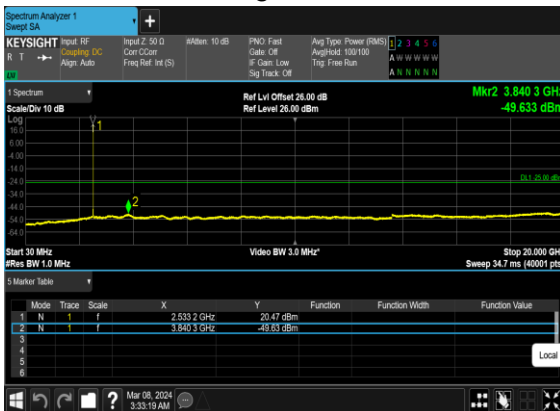 Spectrum Analyzer 1
Swept SA
KEYSIGHT Input: RF Input Z: 50 Ω #Atten: 10 dB PNO: Fast Avg Type: Power (RMS) 1 2 3 4 5 6
R T Coupling: DC Corr CCorr Gate: Off Avg|Hold: 100/100 A W W W W W
Align: Auto Freq Ref: Int (S) IF Gain: Low Trig: Free Run
LV Sig Track: Off A N N N N N
1 Spectrum Ref Lvl Offset 26.00 dB Mkr2 3.840 3 GHz
Scale/Div 10 dB Ref Level 26.00 dBm -49.633 dBm
Log
16.0 1
6.00
-4.00
-14.0
-24.0 DL1 -25.00 dBm
-34.0
-44.0 2
-54.0
-64.0
Start 30 MHz Video BW 3.0 MHz* Stop 20.000 GH
#Res BW 1.0 MHz Sweep 34.7 ms (40001 pts
5 Marker Table
Mode Trace Scale X Y Function Function Width Function Value
1 N 1 f 2.533 2 GHz 20.47 dBm
2 N 1 f 3.840 3 GHz -49.63 dBm
3
4
5
6
Local
? Mar 08, 2024
3:33:19 AM